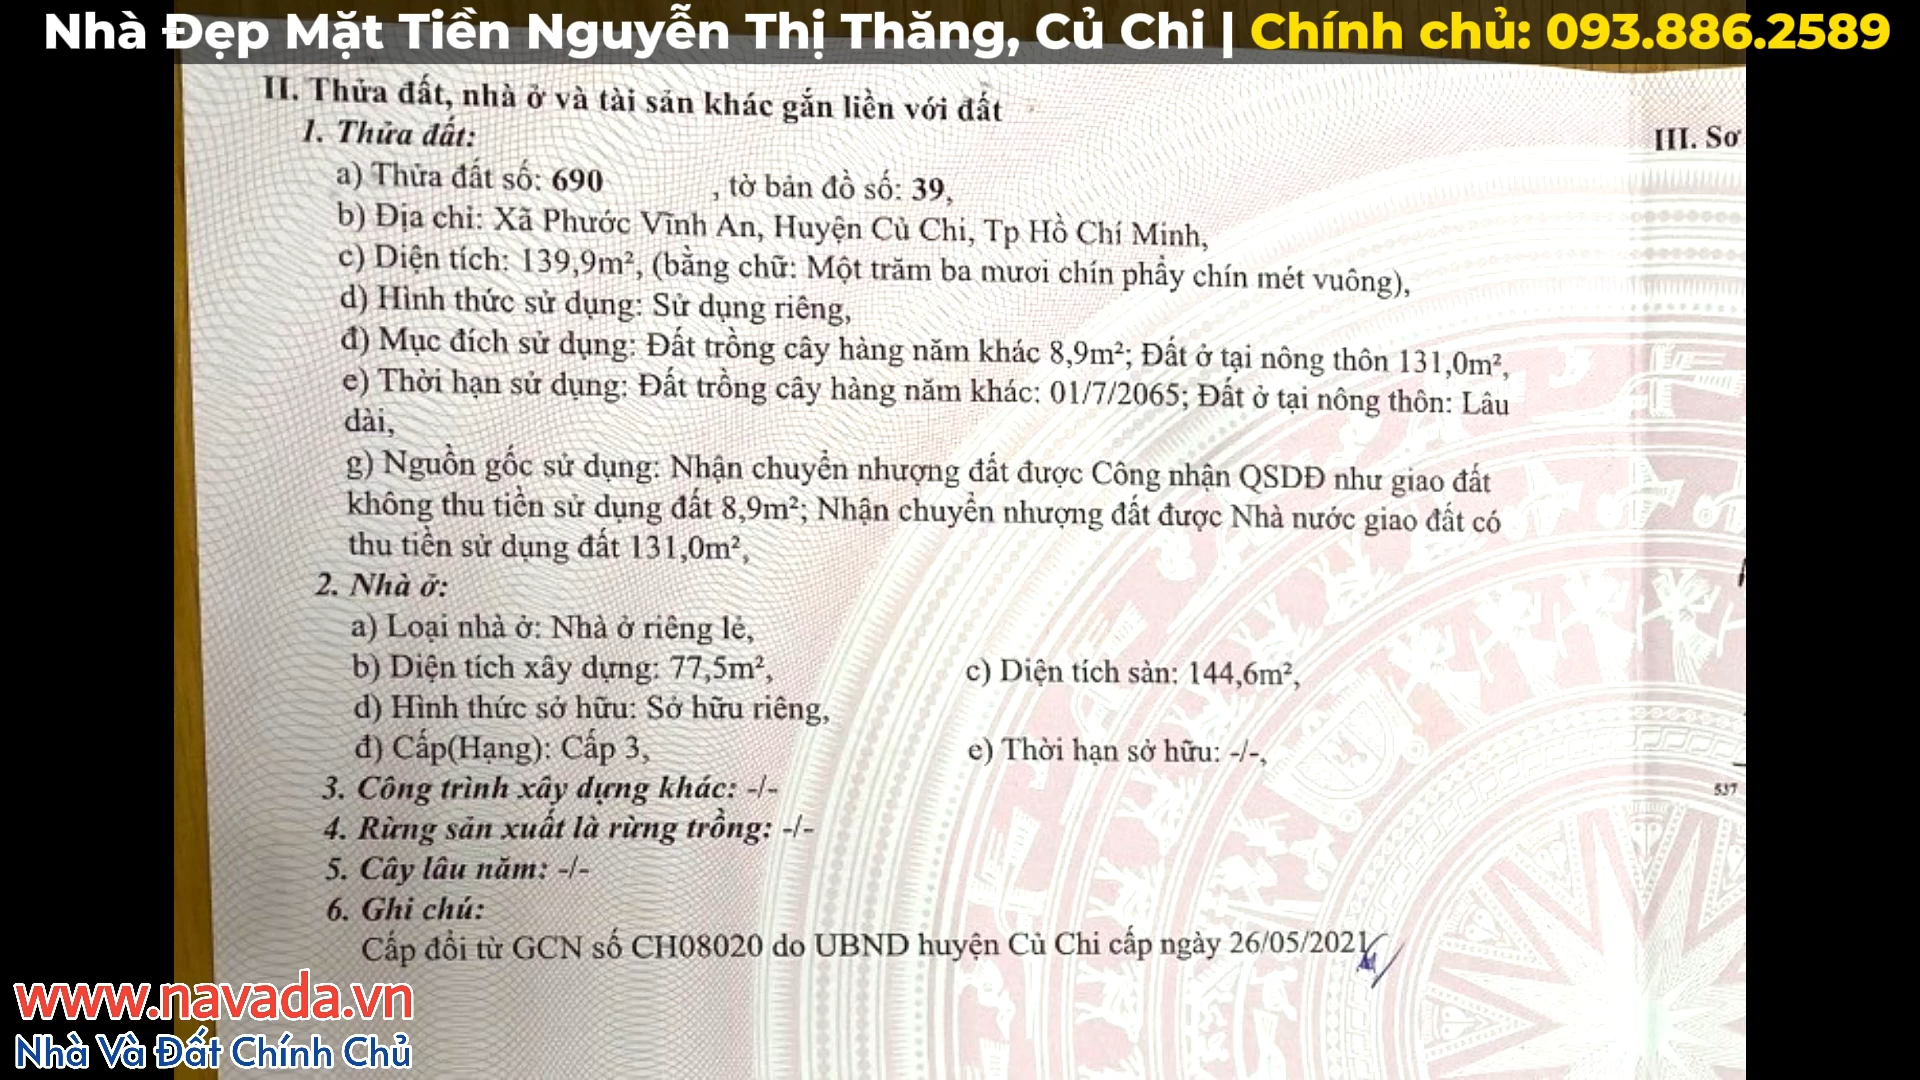 Nhà Đẹp Mặt Tiền Nguyễn Thị Thăng, Củ Chi | Chính chủ: 093.886.2589
II. Thửa đất, nhà ở và tài sản khác gắn liền với đất
III. Sơ
1. Thửa đất:
a) Thửa đất số: 690 , tờ bản đồ số: 39,
b) Địa chỉ: Xã Phước Vĩnh An, Huyện Củ Chi, Tp Hồ Chí Minh,
c) Diện tích: 139,9m², (bằng chữ: Một trăm ba mươi chín phẩy chín mét vuông),
d) Hình thức sử dụng: Sử dụng riêng,
đ) Mục đích sử dụng: Đất trồng cây hàng năm khác 8,9m²; Đất ở tại nông thôn 131,0m²,
e) Thời hạn sử dụng: Đất trồng cây hàng năm khác: 01/7/2065; Đất ở tại nông thôn: Lâu
dài,
g) Nguồn gốc sử dụng: Nhận chuyển nhượng đất được Công nhận QSDĐ như giao đất
không thu tiền sử dụng đất 8,9m²; Nhận chuyển nhượng đất được Nhà nước giao đất có
thu tiền sử dụng đất 131,0m²,
2. Nhà ở:
a) Loại nhà ở: Nhà ở riêng lẻ,
b) Diện tích xây dựng: 77,5m², c) Diện tích sàn: 144,6m²,
d) Hình thức sở hữu: Sở hữu riêng,
đ) Cấp(Hạng): Cấp 3, e) Thời hạn sở hữu: -/-,
3. Công trình xây dựng khác: -/-
537
4. Rừng sản xuất là rừng trồng: -/-
5. Cây lâu năm: -/-
6. Ghi chú:
Cấp đổi từ GCN số CH08020 do UBND huyện Củ Chi cấp ngày 26/05/2021
www.navada.vn
Nhà Và Đất Chính Chủ